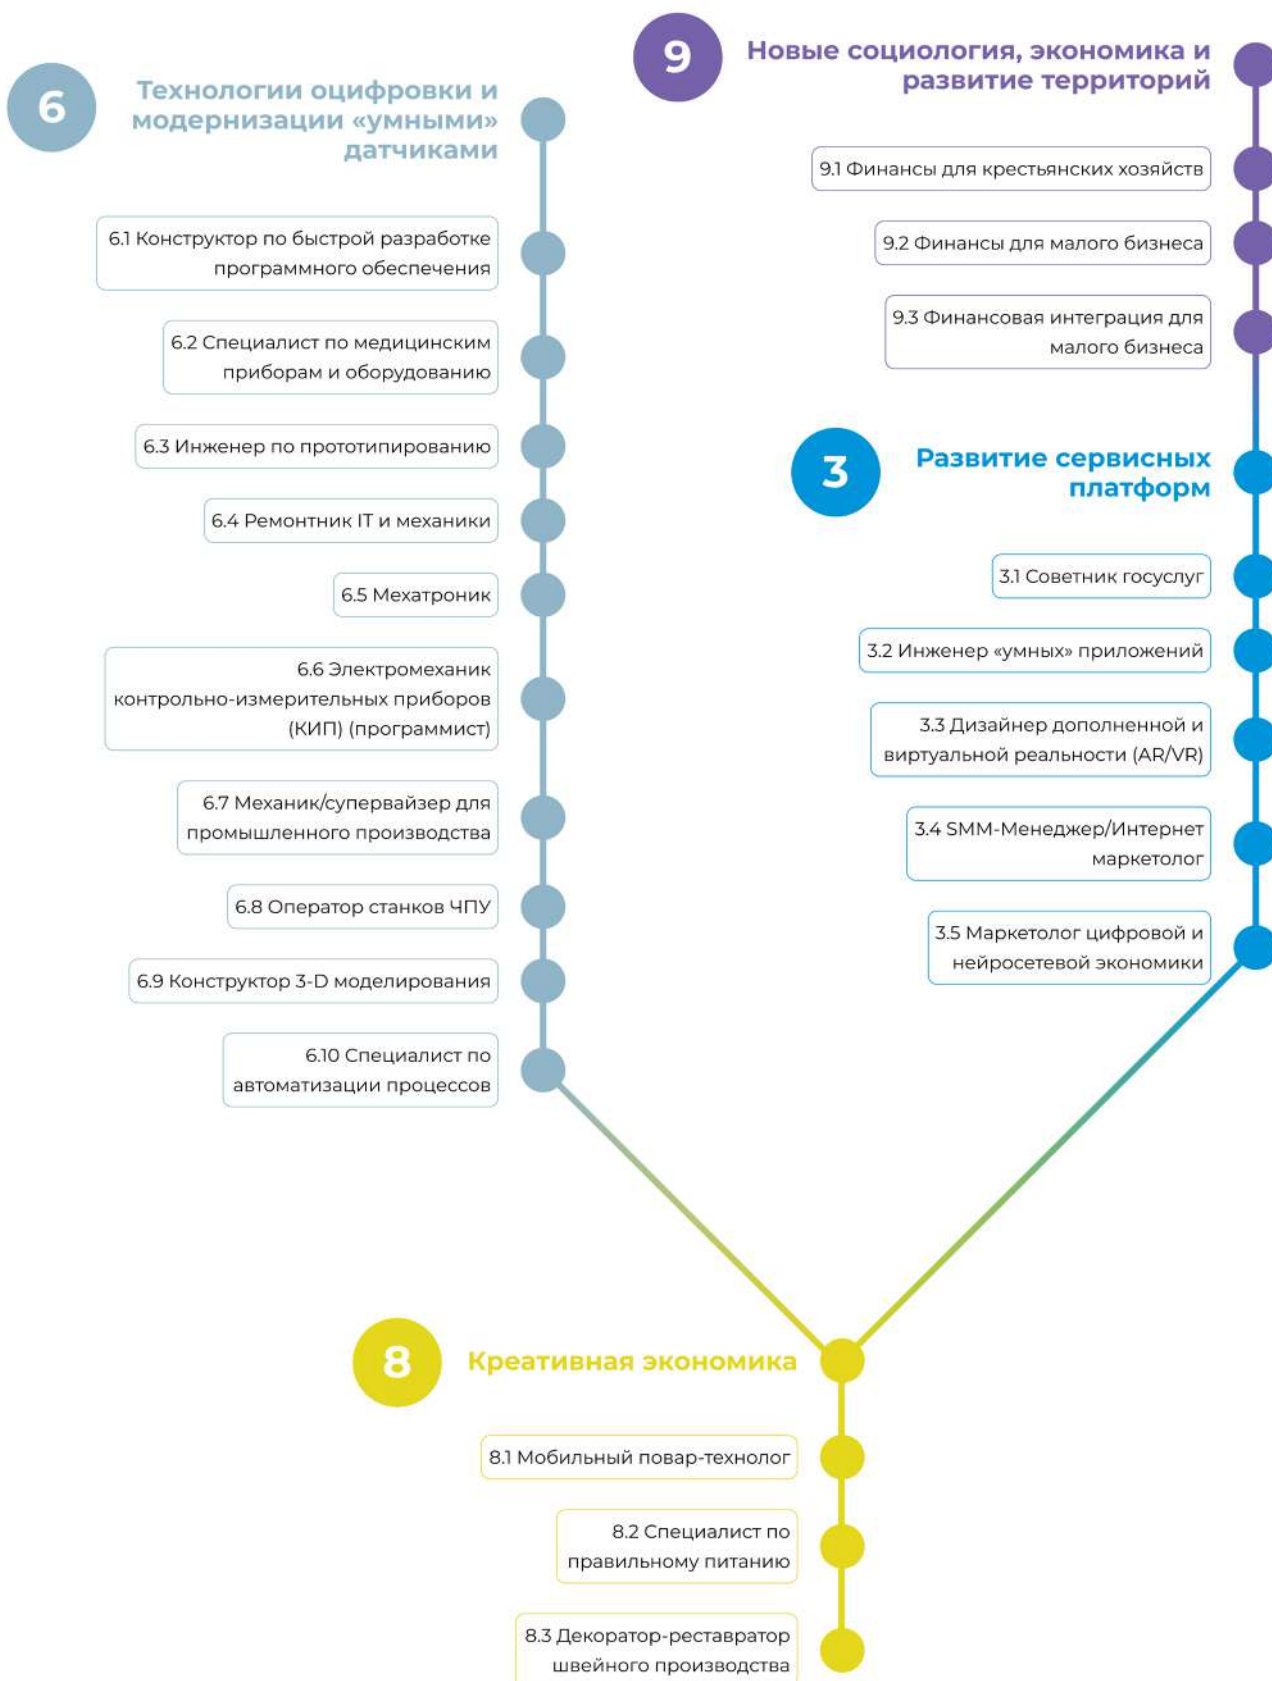 6
Технологии оцифровки и
модернизации «умными»
датчиками
6.1 Конструктор по быстрой разработке
программного обеспечения
6.2 Специалист по медицинским
приборам и оборудованию
6.3 Инженер по прототипированию
6.4 Ремонтник IT и механики
6.5 Мехатроник
6.6 Электромеханик
контрольно-измерительных приборов
(КИП) (программист)
6.7 Механик/супервайзер для
промышленного производства
6.8 Оператор станков ЧПУ
6.9 Конструктор 3-D моделирования
6.10 Специалист по
автоматизации процессов
9
Новые социология, экономика и
развитие территорий
9.1 Финансы для крестьянских хозяйств
9.2 Финансы для малого бизнеса
9.3 Финансовая интеграция для
малого бизнеса
3
Развитие сервисных
платформ
3.1 Советник госуслуг
3.2 Инженер «умных» приложений
3.3 Дизайнер дополненной и
виртуальной реальности (AR/VR)
3.4 SMM-Менеджер/Интернет
маркетолог
3.5 Маркетолог цифровой и
нейросетевой экономики
8
Креативная экономика
8.1 Мобильный повар-технолог
8.2 Специалист по
правильному питанию
8.3 Декоратор-реставратор
швейного производства